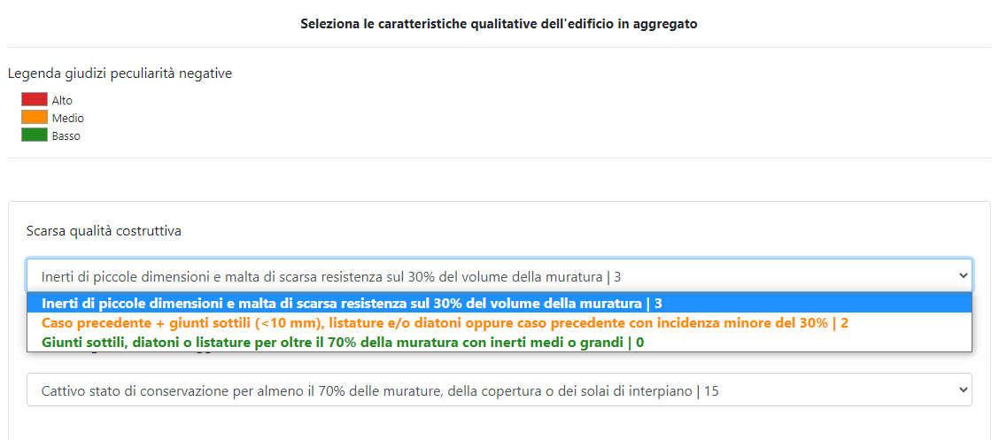 Seleziona le caratteristiche qualitative dell'edificio in aggregato
Legenda giudizi peculiarità negative
Alto
Medio
Basso
Scarsa qualità costruttiva
Inerti di piccole dimensioni e malta di scarsa resistenza sul 30% del volume della muratura | 3
Inerti di piccole dimensioni e malta di scarsa resistenza sul 30% del volume della muratura | 3
Caso precedente + giunti sottili (<10 mm), listature e/o diatoni oppure caso precedente con incidenza minore del 30% | 2
Giunti sottili, diatoni o listature per oltre il 70% della muratura con inerti medi o grandi | 0
Cattivo stato di conservazione per almeno il 70% delle murature, della copertura o dei solai di interpiano | 15